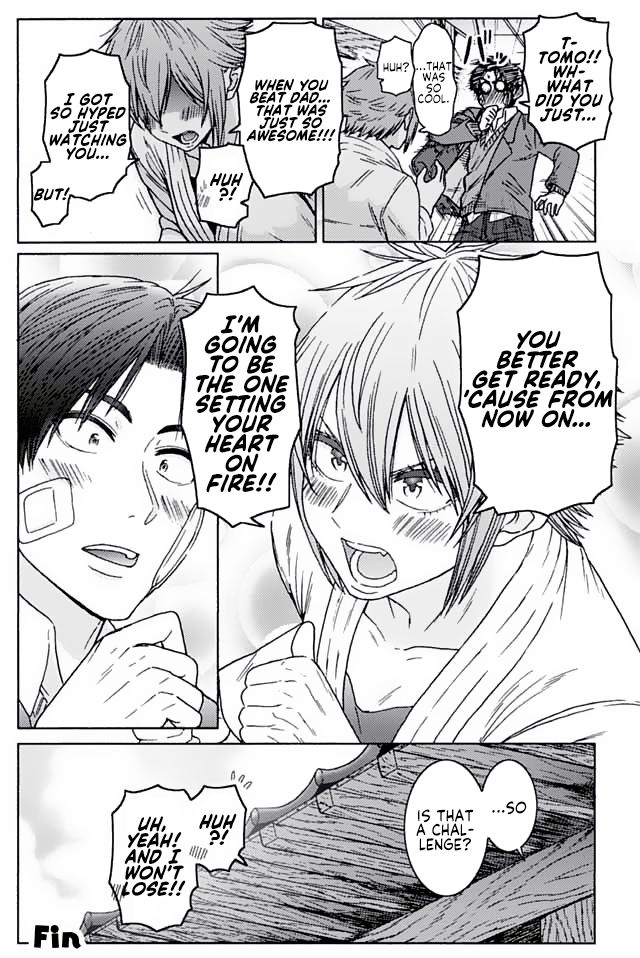 T-
TOMO!!
WH-
WHAT
DID YOU
JUST...
...THAT
WAS
SO
COOL.
HUH?
WHEN YOU
BEAT DAD...
THAT WAS
JUST SO
AWESOME!!!
HUH
?!
I GOT
SO HYPED
JUST
WATCHING
YOU...
BUT!
YOU
BETTER
GET READY,
'CAUSE FROM
NOW ON...
I'M
GOING
TO BE
THE ONE
SETTING
YOUR
HEART
ON
FIRE!!
...SO
IS THAT
A CHAL-
LENGE?
HUH
?!
UH,
YEAH!
AND I
WON'T
LOSE!!
Fin